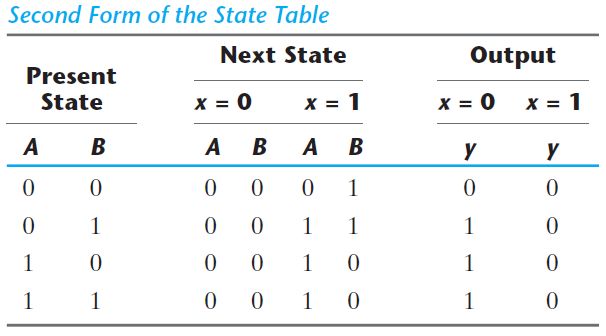 Second Form of the State Table
Next State Output
Present
State x = 0 x = 1 x = 0 x = 1
A B A B A B y y
0 0 0 0 0 1 0 0
0 1 0 0 1 1 1 0
1 0 0 0 1 0 1 0
1 1 0 0 1 0 1 0